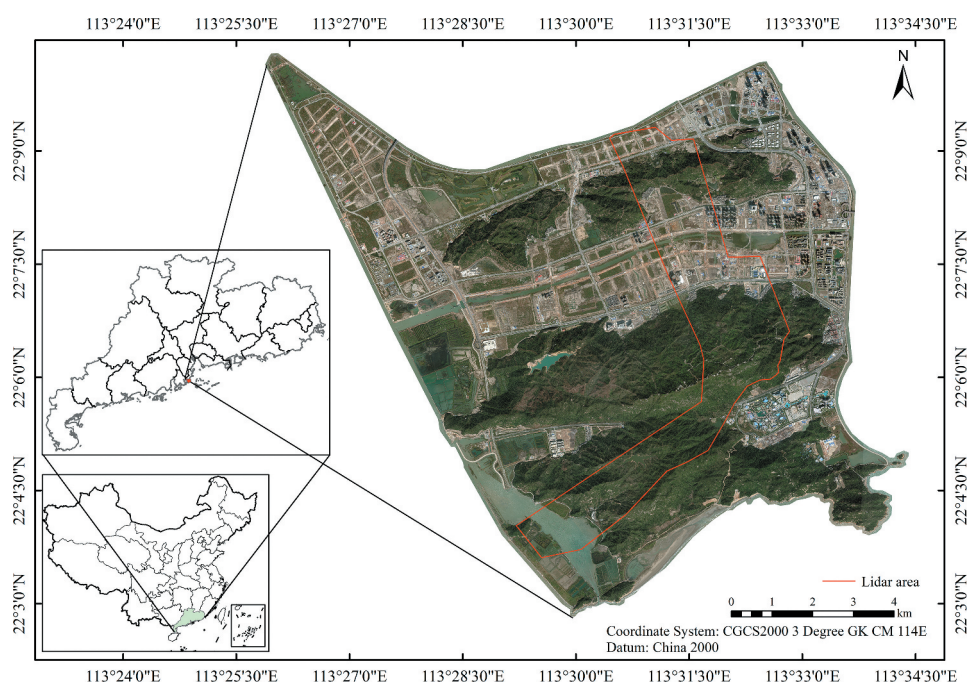 113°24'0"E 113°25'30"E 113°27'0"E 113°28'30"E 113°30'0"E 113°31'30"E 113°33'0"E 113°34'30"E
N
22°9'0"N 22°9'0"N
22°7'30"N 22°7'30"N
22°6'0"N 22°6'0"N
22°4'30"N 22°4'30"N
22°3'0"N 22°3'0"N
Lidar area
0 1 2 3 4
km
Coordinate System: CGCS2000 3 Degree GK CM 114E
Datum: China 2000
113°24'0"E 113°25'30"E 113°27'0"E 113°28'30"E 113°30'0"E 113°31'30"E 113°33'0"E 113°34'30"E